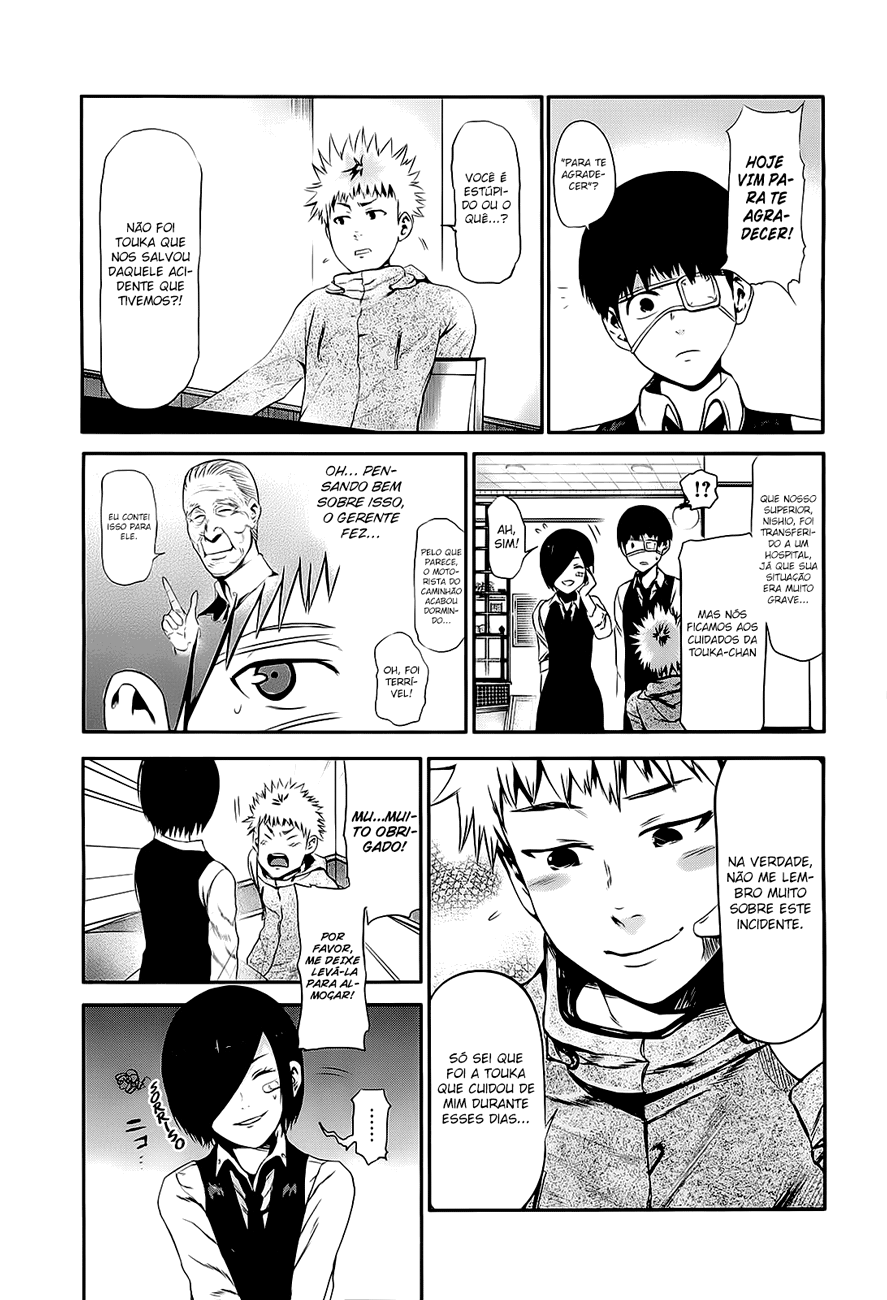 HOJE
VIM PA-
RA TE
AGRA-
DECER!
"PARA TE
AGRADE-
CER"?
VOCÊ É
ESTÚPI-
DO OU O
QUÊ...?
NÃO FOI
TOUKA QUE
NOS SALVOU
DAQUELE ACI-
DENTE QUE
TIVEMOS?!
QUE NOSSO
SUPERIOR,
NISHIO, FOI
TRANSFERI-
DO A UM
HOSPITAL,
JÁ QUE SUA
SITUAÇÃO
ERA MUITO
GRAVE...
MAS NÓS
FICAMOS AOS
CUIDADOS DA
TOUKA-CHAN
!?
AH,
SIM!
OH... PEN-
SANDO BEM
SOBRE ISSO,
O GERENTE
FEZ...
EU CONTEI
ISSO PARA
ELE.
PELO QUE
PARECE,
O MOTO-
RISTA DO
CAMINHÃO
ACABOU
DORMIN-
DO...
OH, FOI
TERRÍ-
VEL!
NA VERDADE,
NÃO ME LEM-
BRO MUITO
SOBRE ESTE
INCIDENTE.
SÓ SEI QUE
FOI A TOUKA
QUE CUIDOU DE
MIM DURANTE
ESSES DIAS...
MU...MUI-
TO OBRI-
GADO!
POR
FAVOR,
ME DEIXE
LEVÁ-LA
PARA AL-
MOÇAR!
......
SORRISO
ニコ